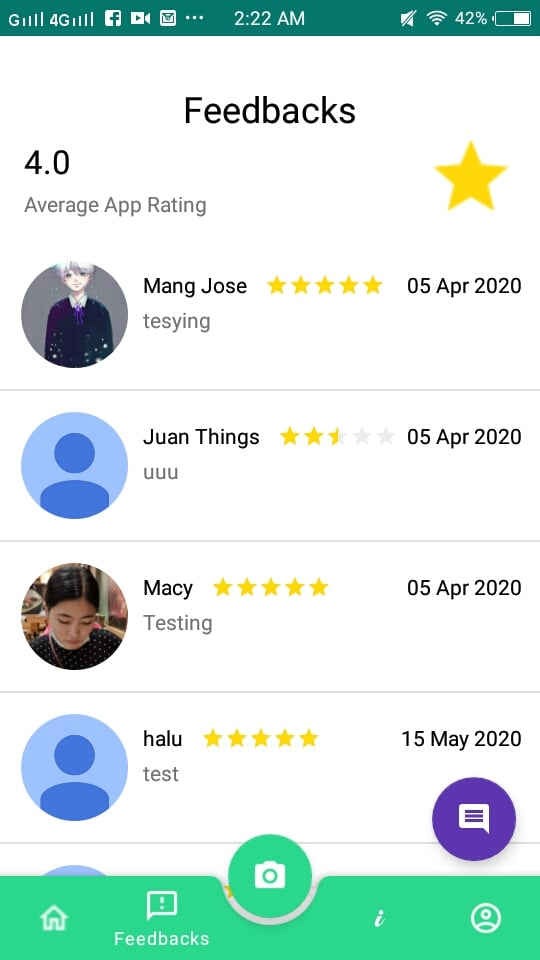 G 4G 2:22 AM 42%
Feedbacks
4.0
Average App Rating
Mang Jose 05 Apr 2020
tesying
Juan Things 05 Apr 2020
uuu
Macy 05 Apr 2020
Testing
halu 15 May 2020
test
Feedbacks